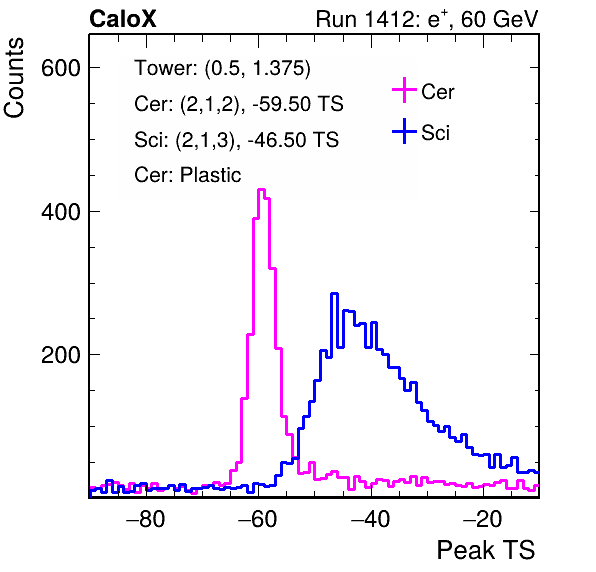 CaloX Run 1412: e⁺, 60 GeV
Tower: (0.5, 1.375)
Cer: (2,1,2), -59.50 TS
Sci: (2,1,3), -46.50 TS
Cer: Plastic
Cer
Sci
Counts
600
400
200
−80 −60 −40 −20
Peak TS